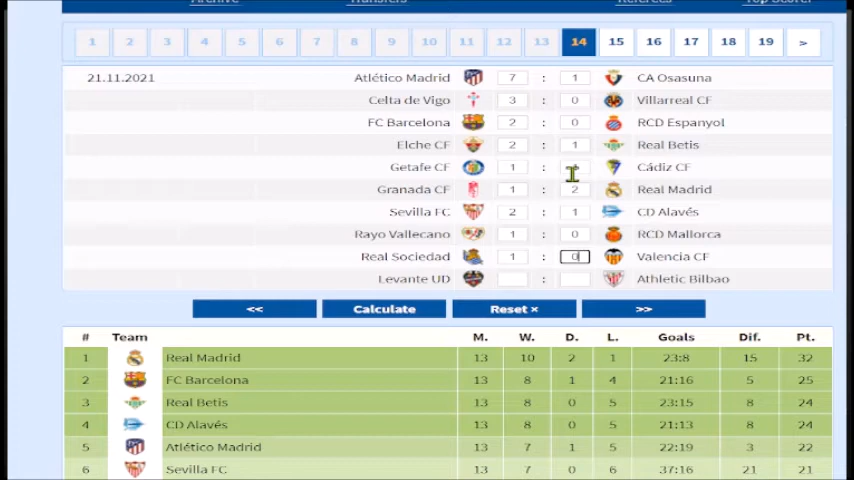 Archive Transfers Referees Top Scorer
1 2 3 4 5 6 7 8 9 10 11 12 13 14 15 16 17 18 19 >
21.11.2021 Atlético Madrid 7 : 1 CA Osasuna
Celta de Vigo 3 : 0 Villarreal CF
FC Barcelona 2 : 0 RCD Espanyol
Elche CF 2 : 1 Real Betis
Getafe CF 1 : Cádiz CF
Granada CF 1 : 2 Real Madrid
Sevilla FC 2 : 1 CD Alavés
Rayo Vallecano 1 : 0 RCD Mallorca
Real Sociedad 1 : 0 Valencia CF
Levante UD : Athletic Bilbao
<< Calculate Reset × >>
# Team M. W. D. L. Goals Dif. Pt.
1 Real Madrid 13 10 2 1 23:8 15 32
2 FC Barcelona 13 8 1 4 21:16 5 25
3 Real Betis 13 8 0 5 23:15 8 24
4 CD Alavés 13 8 0 5 21:13 8 24
5 Atlético Madrid 13 7 1 5 22:19 3 22
6 Sevilla FC 13 7 0 6 37:16 21 21